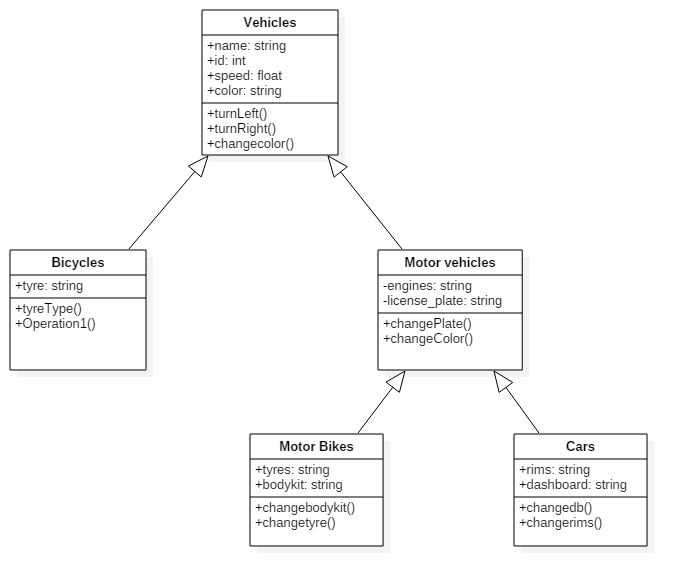 Vehicles
+name: string
+id: int
+speed: float
+color: string
+turnLeft()
+turnRight()
+changecolor()
Bicycles
+tyre: string
+tyreType()
+Operation1()
Motor vehicles
-engines: string
-license_plate: string
+changePlate()
+changeColor()
Motor Bikes
+tyres: string
+bodykit: string
+changebodykit()
+changetyre()
Cars
+rims: string
+dashboard: string
+changedb()
+changerims()